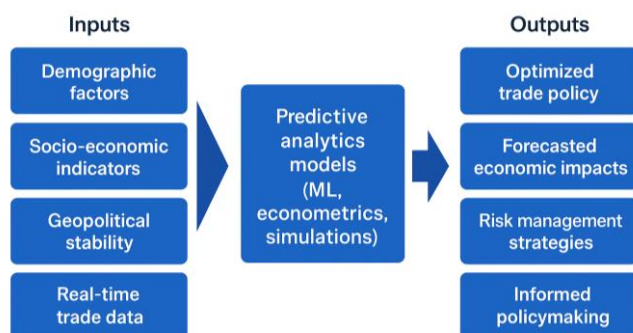 Inputs
Demographic
factors
Socio-economic
indicators
Geopolitical
stability
Real-time
trade data
Predictive
analytics
models
(ML,
econometrics,
simulations)
Outputs
Optimized
trade policy
Forecasted
economic impacts
Risk management
strategies
Informed
policymaking